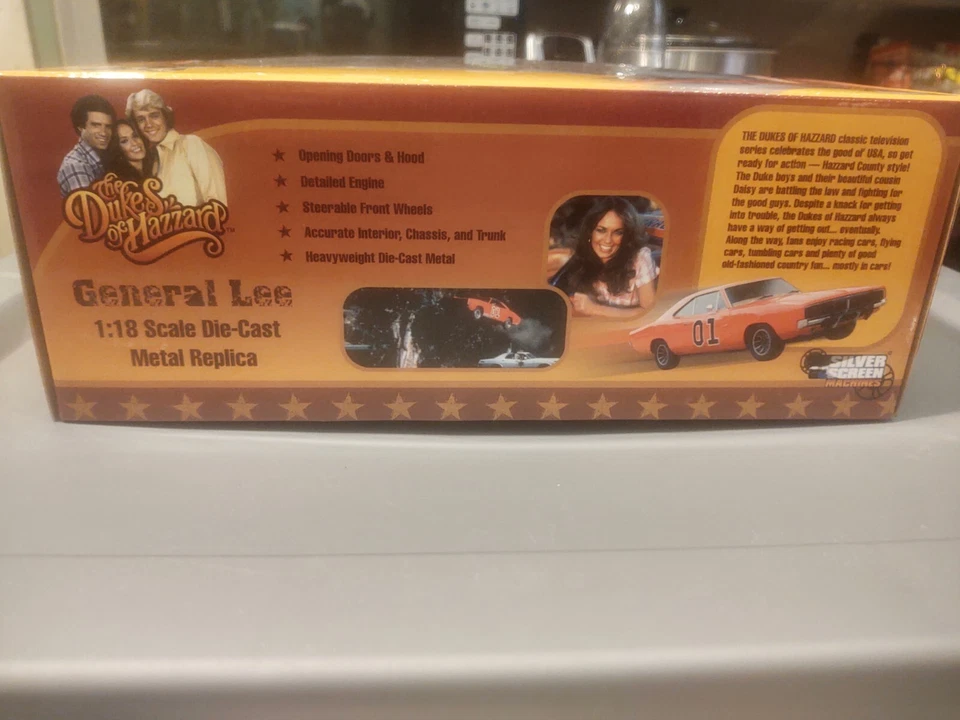 The
Dukes
of Hazzard™
General Lee
1:18 Scale Die-Cast
Metal Replica
★ Opening Doors & Hood
★ Detailed Engine
★ Steerable Front Wheels
★ Accurate Interior, Chassis, and Trunk
★ Heavyweight Die-Cast Metal
THE DUKES OF HAZZARD classic television
series celebrates the good ol' USA, so get
ready for action — Hazzard County style!
The Duke boys and their beautiful cousin
Daisy are battling the law and fighting for
the good guys. Despite a knack for getting
into trouble, the Dukes of Hazzard always
have a way of getting out... eventually.
Along the way, fans enjoy racing cars, flying
cars, tumbling cars and plenty of good
old-fashioned country fun... mostly in cars!
01
SILVER
SCREEN
MACHINES